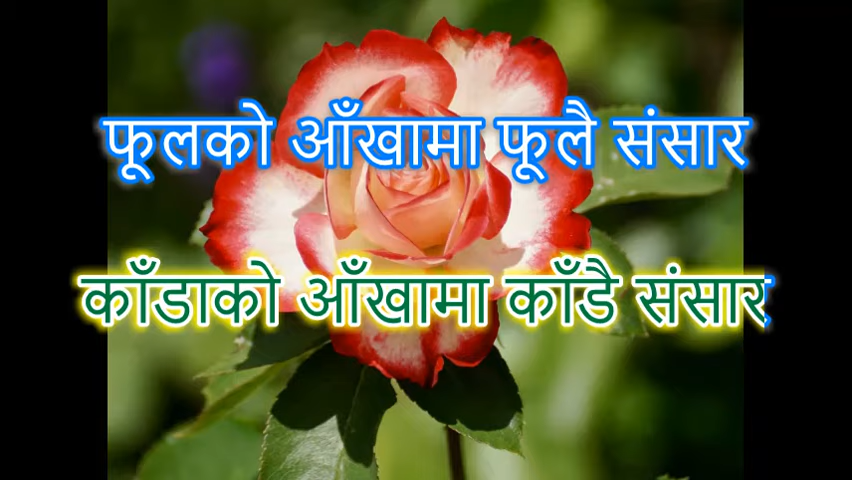 फूलको आँखामा फूलै संसार
काँडाको आँखामा काँडै संसार